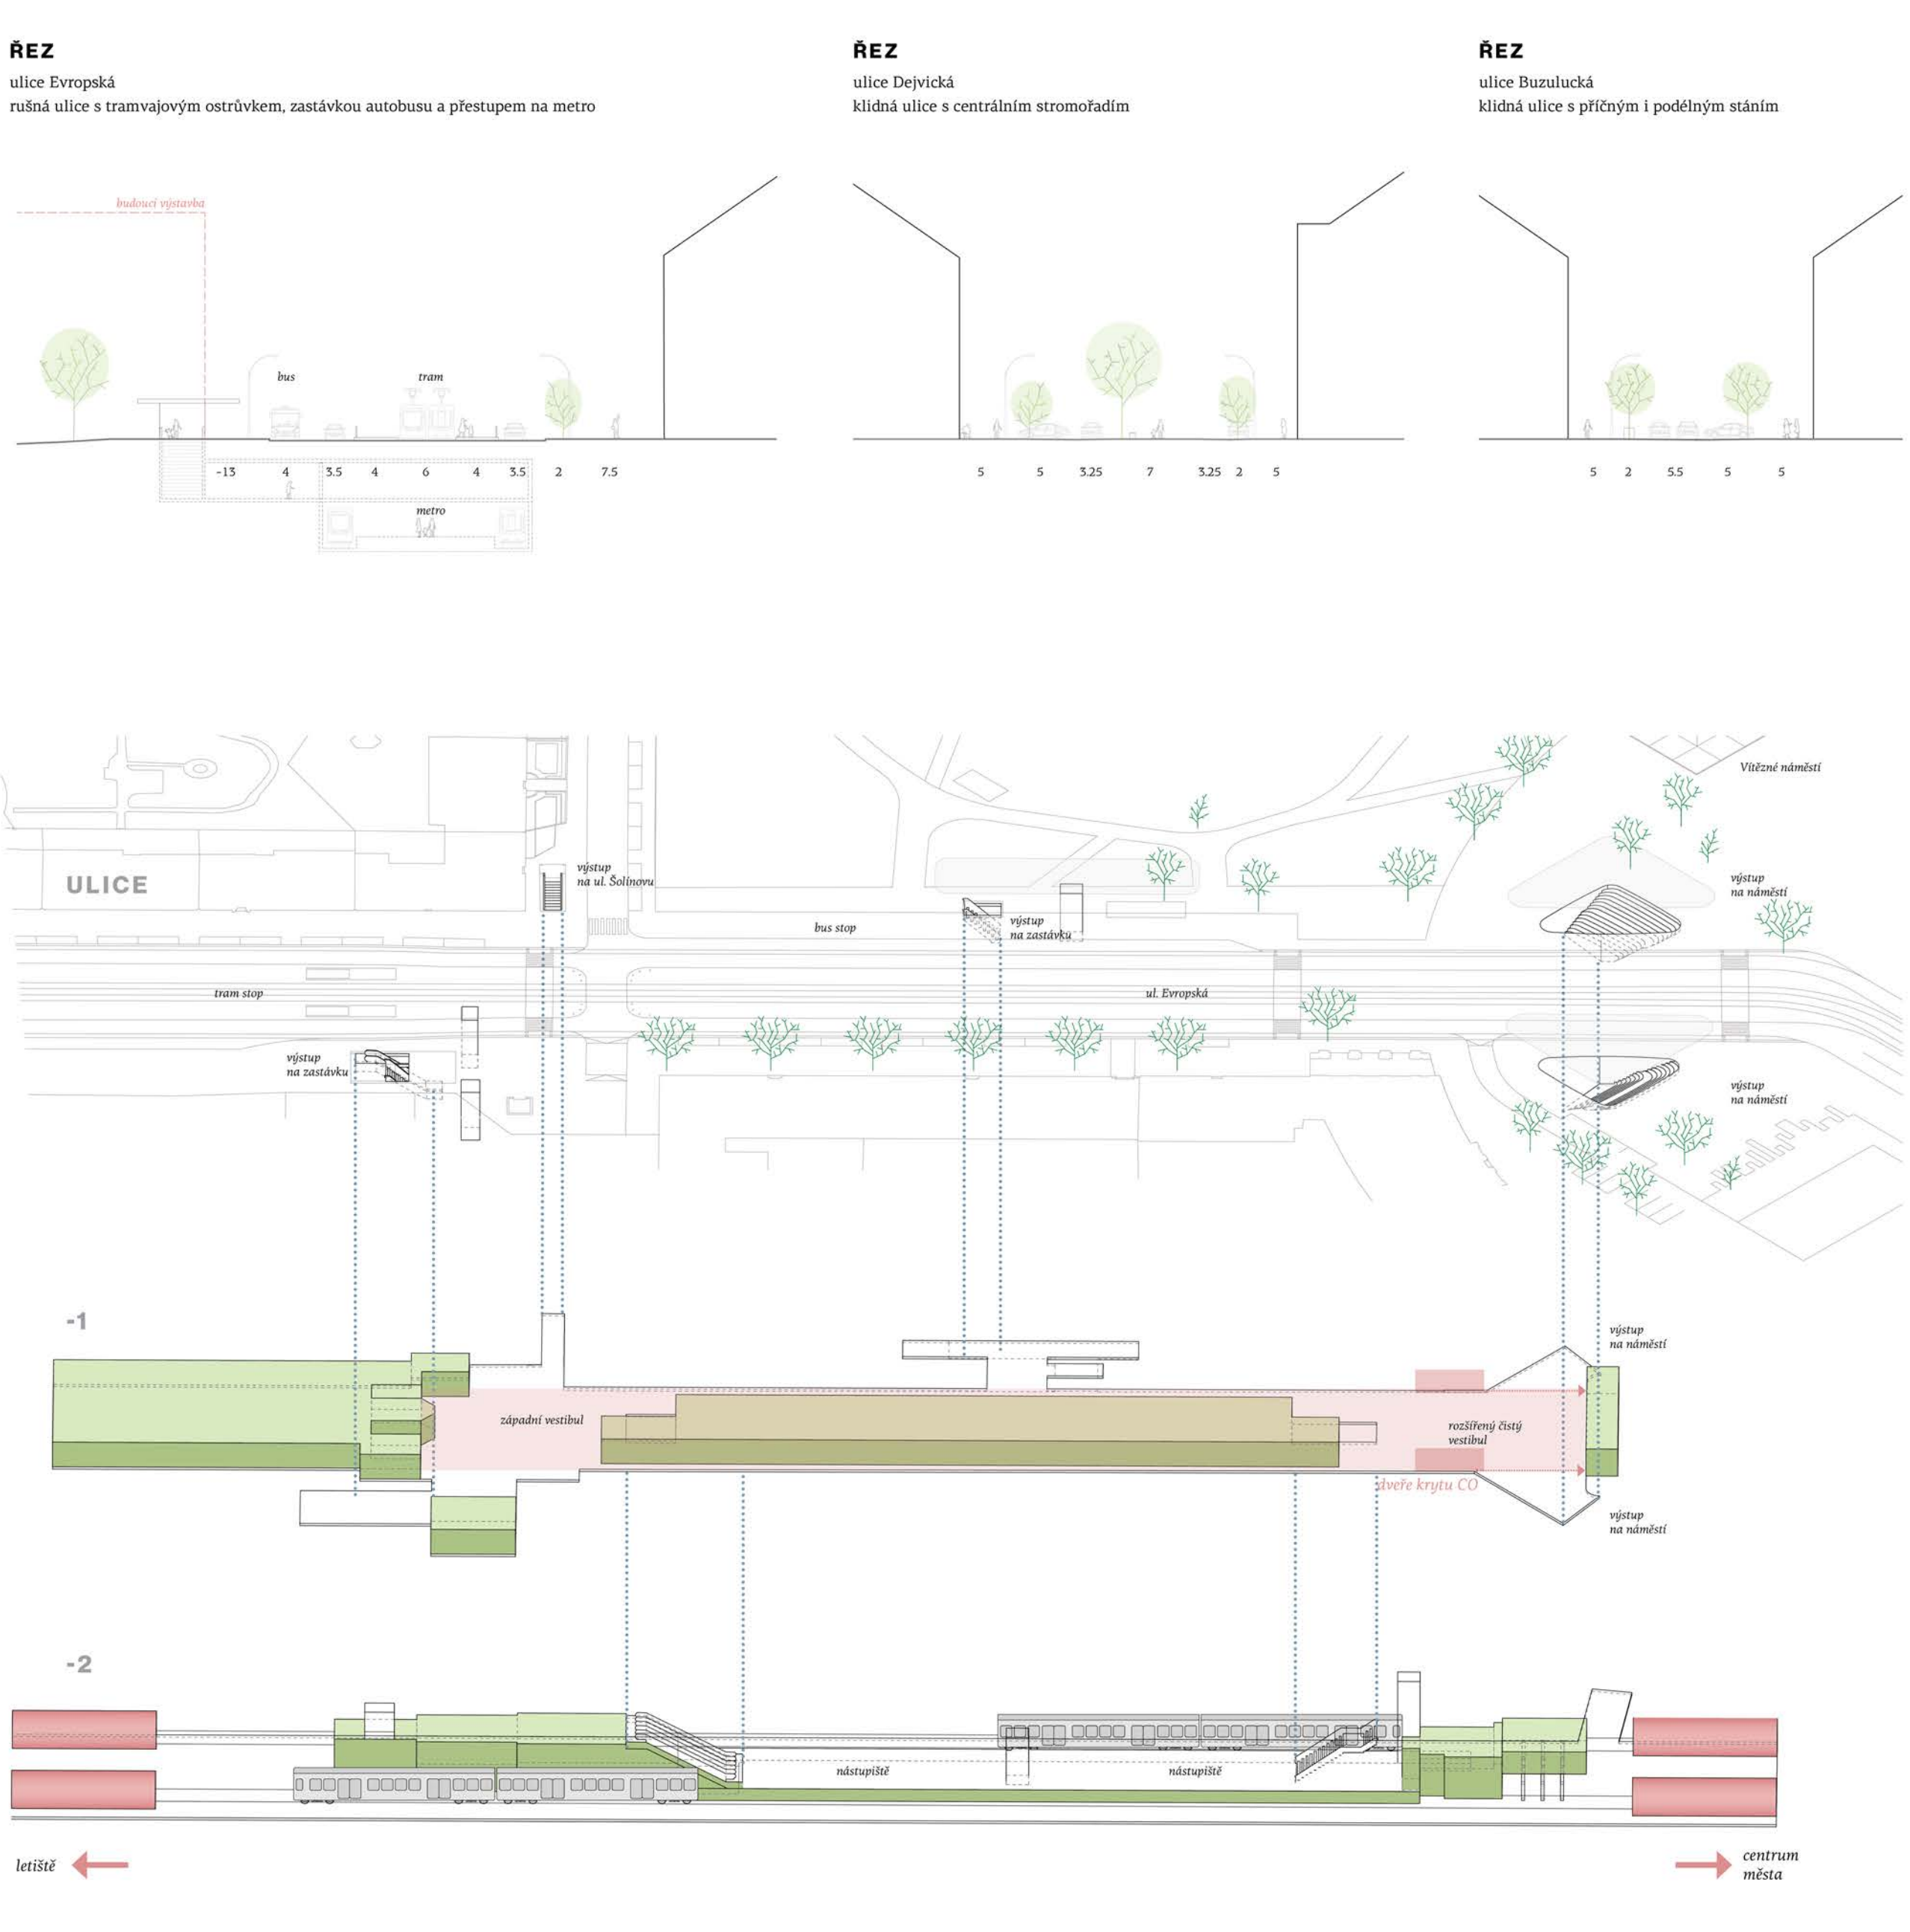 ŘEZ
ulice Evropská
rušná ulice s tramvajovým ostrůvkem, zastávkou autobusu a přestupem na metro
ŘEZ
ulice Dejvická
klidná ulice s centrálním stromořadím
ŘEZ
ulice Buzulucká
klidná ulice s příčným i podélným stáním
budoucí výstavba
bus
tram
-13 4 3.5 4 6 4 3.5 2 7.5
metro
5 5 3.25 7 3.25 2 5
5 2 5.5 5 5
Vítězné náměstí
ULICE
výstup
na ul. Šolínovu
výstup
na náměstí
bus stop
výstup
na zastávku
tram stop
ul. Evropská
výstup
na zastávku
výstup
na náměstí
-1
výstup
na náměstí
západní vestibul
rozšířený čistý
vestibul
dveře krytu CO
výstup
na náměstí
-2
nástupiště
nástupiště
letiště
centrum
města